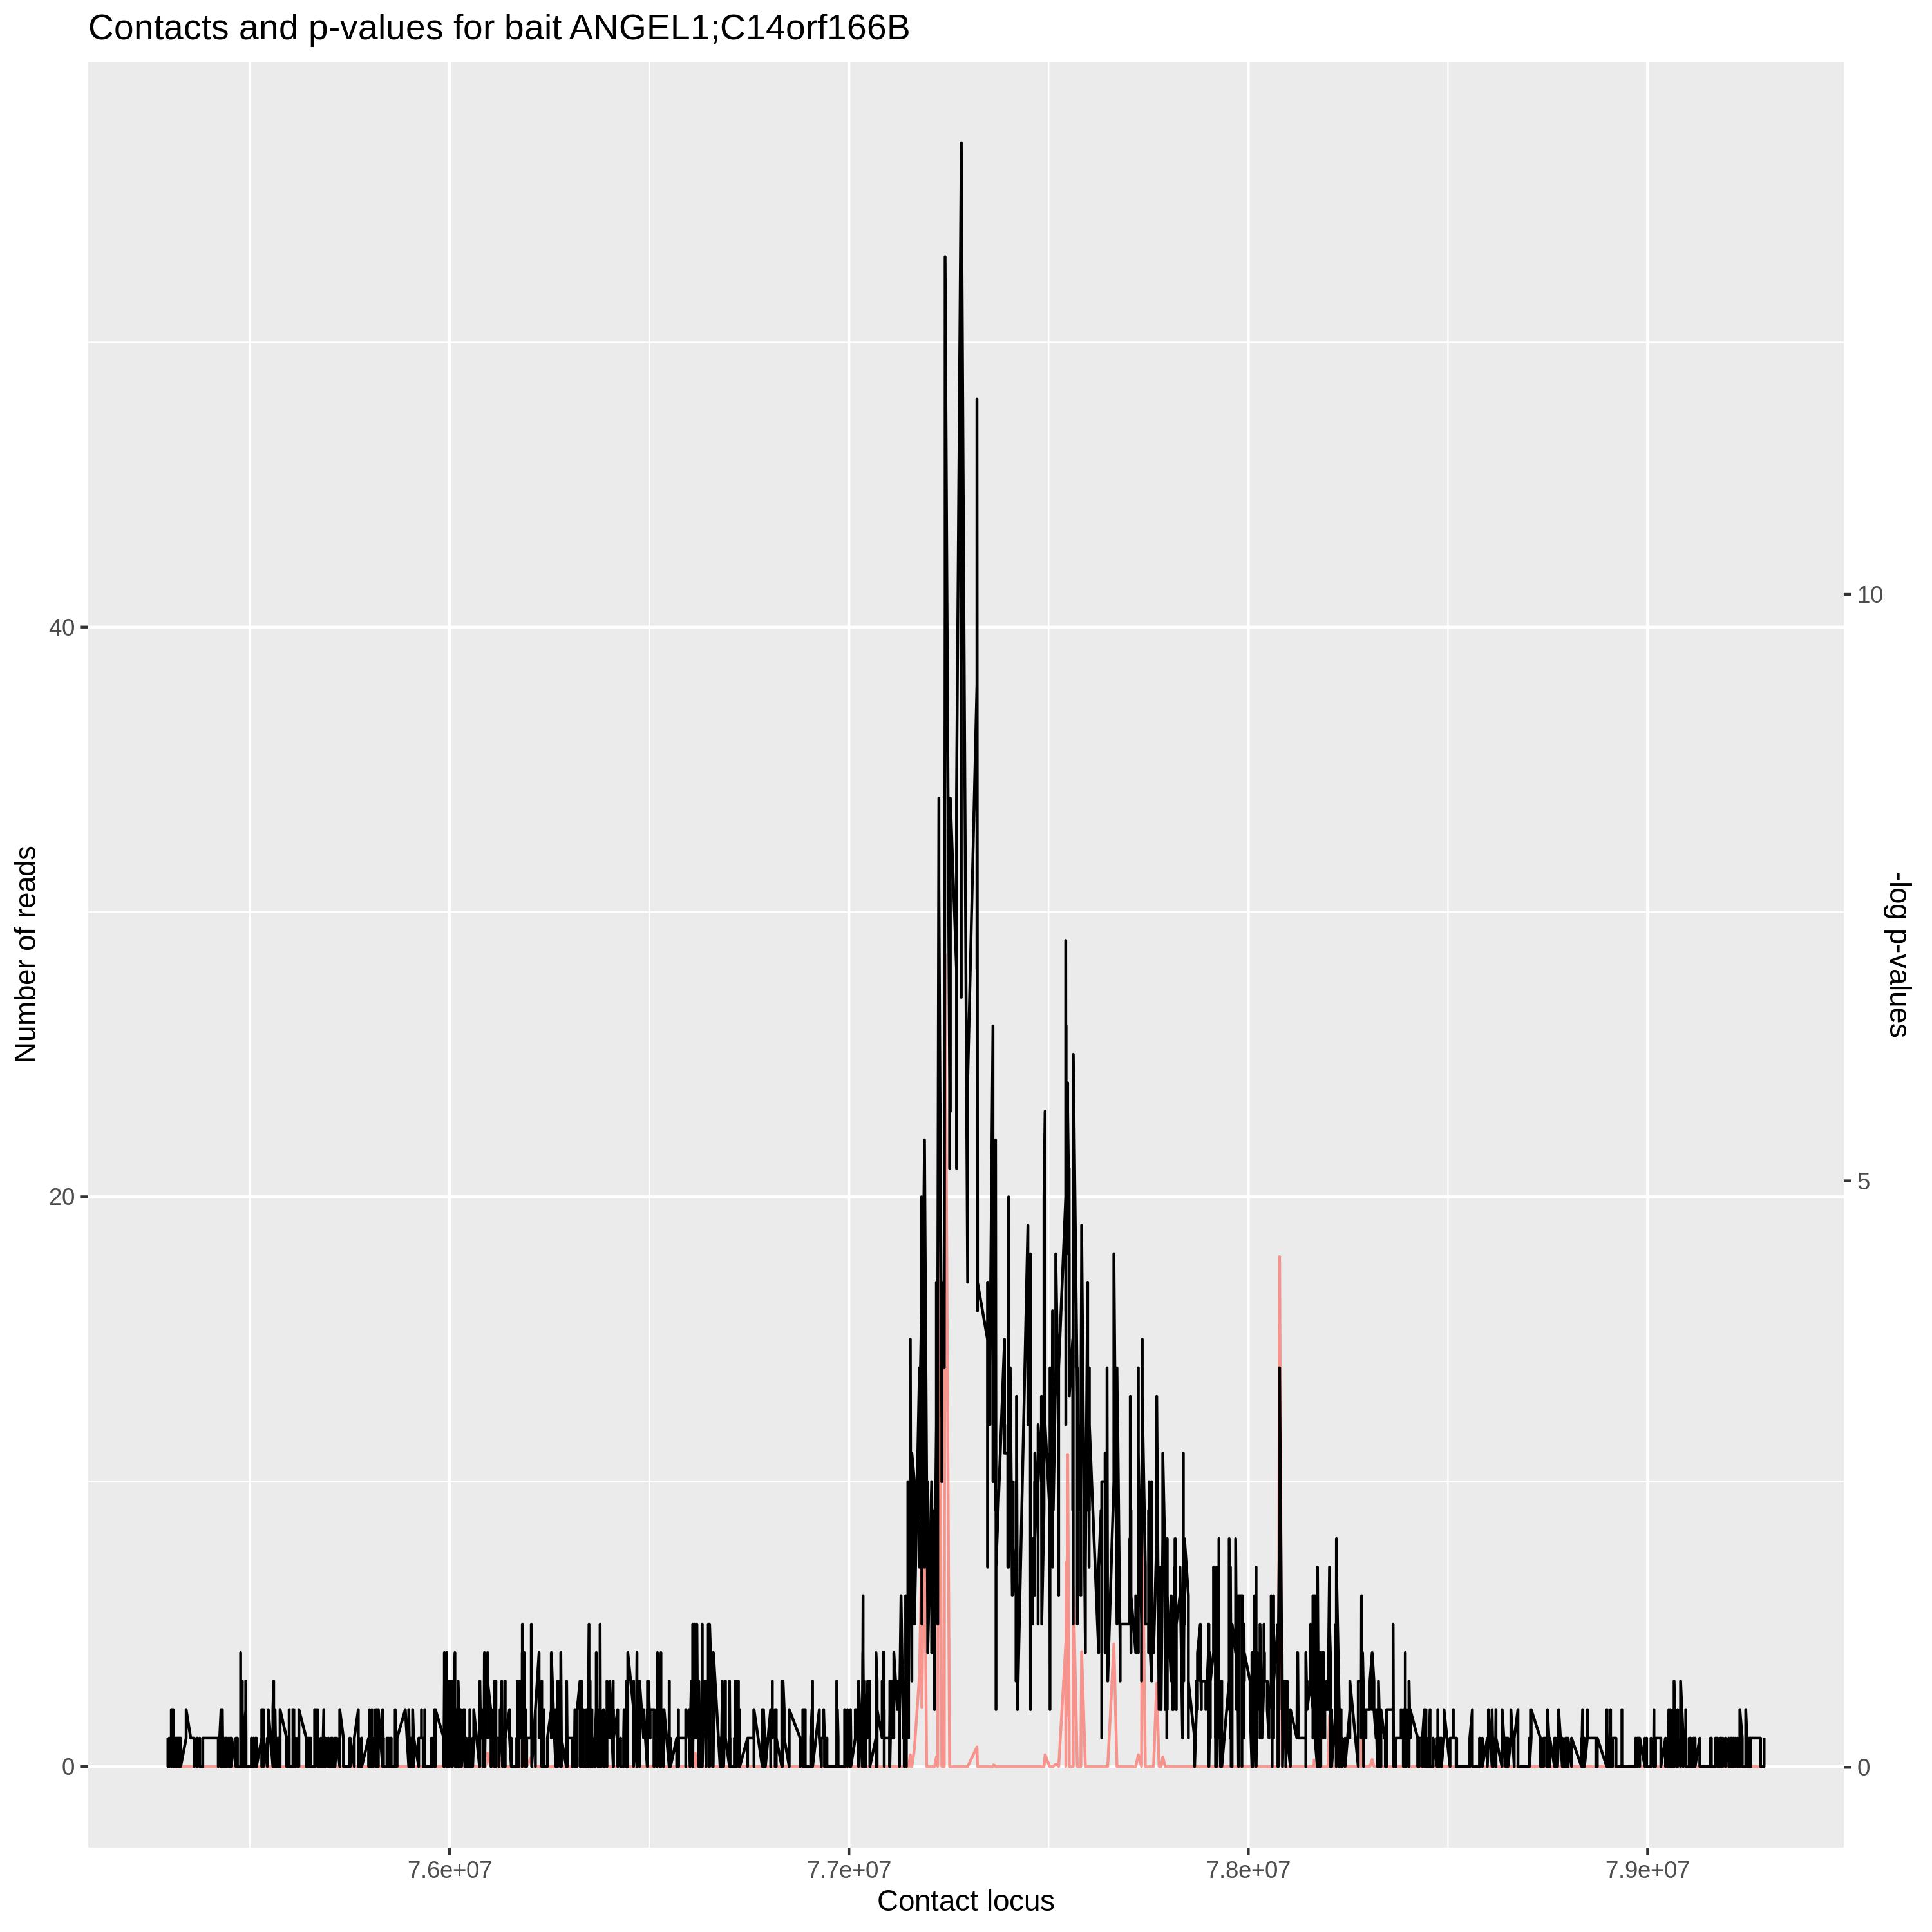 Contacts and p-values for bait ANGEL1;C14orf166B
Number of reads
40
20
0
10
5
0
-log p-values
7.6e+07
7.7e+07
7.8e+07
7.9e+07
Contact locus